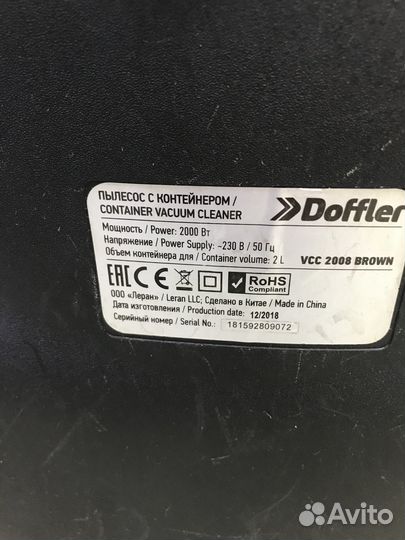 ПЫЛЕСОС С КОНТЕЙНЕРОМ /
CONTAINER VACUUM CLEANER
Doffler
Мощность / Power: 2000 Вт
Напряжение / Power Supply: ~230 В / 50 Гц
Объем контейнера для / Container volume: 2 L
VCC 2008 BROWN
EAC CE RoHS
Compliant
ООО «Леран» / Leran LLC; Сделано в Китае / Made in China
Дата изготовления / Production date: 12/2018
Серийный номер / Serial No.: 181592809072
Avito